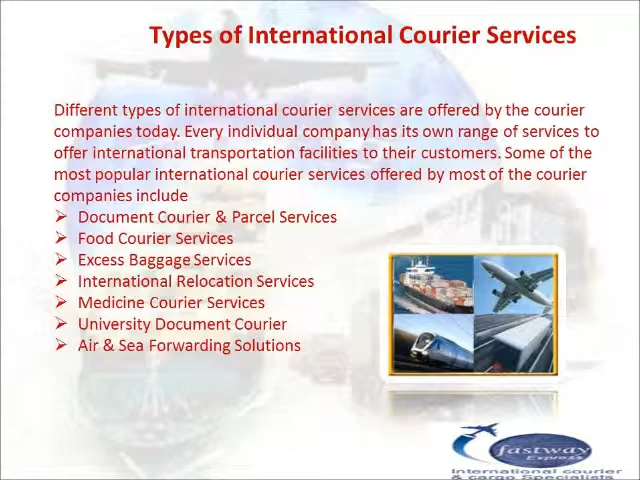 Types of International Courier Services
Different types of international courier services are offered by the courier
companies today. Every individual company has its own range of services to
offer international transportation facilities to their customers. Some of the
most popular international courier services offered by most of the courier
companies include
➢ Document Courier & Parcel Services
➢ Food Courier Services
➢ Excess Baggage Services
➢ International Relocation Services
➢ Medicine Courier Services
➢ University Document Courier
➢ Air & Sea Forwarding Solutions
fastway
Express
International courier
& cargo Specialists